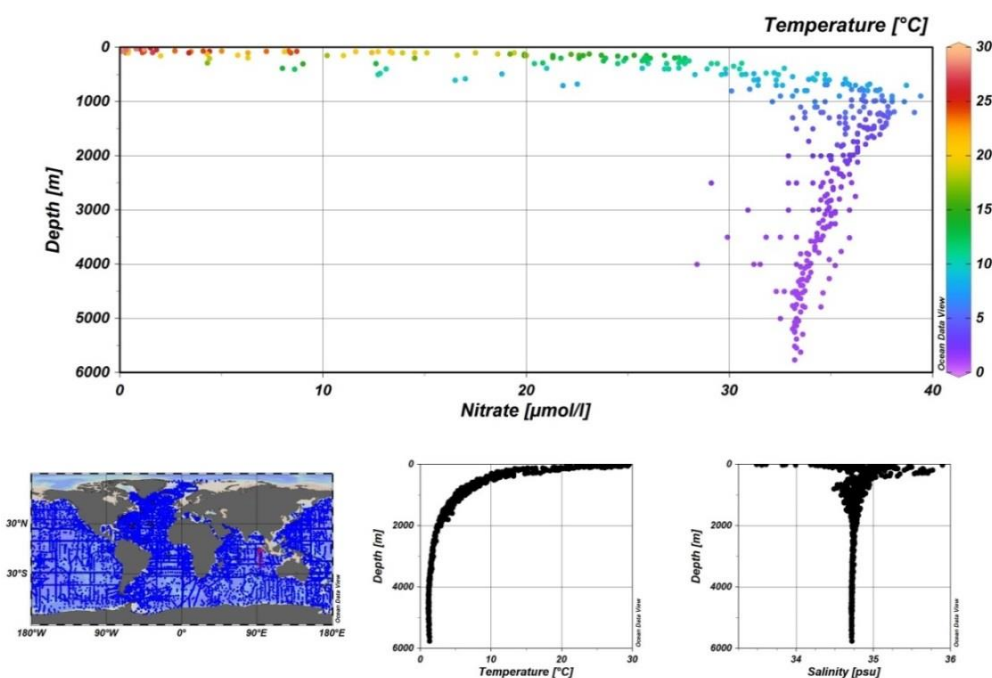 Temperature [°C]
0
1000
2000
3000
4000
5000
6000
Depth [m]
0
10
20
30
40
Nitrate [µmol/l]
Ocean Data View
30
25
20
15
10
5
0
30°N
30°S
180°W
90°W
0°
90°E
180°E
Ocean Data View
0
2000
4000
6000
Depth [m]
0
10
20
30
Temperature [°C]
Ocean Data View
0
2000
4000
6000
Depth [m]
34
35
36
Salinity [psu]
Ocean Data View